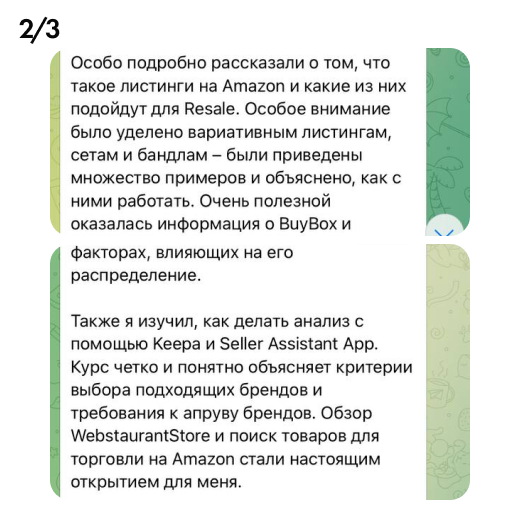 2/3
Особо подробно рассказали о том, что
такое листинги на Amazon и какие из них
подойдут для Resale. Особое внимание
было уделено вариативным листингам,
сетам и бандлам – были приведены
множество примеров и объяснено, как с
ними работать. Очень полезной
оказалась информация о BuyBox и
факторах, влияющих на его
распределение.
Также я изучил, как делать анализ с
помощью Keepa и Seller Assistant App.
Курс четко и понятно объясняет критерии
выбора подходящих брендов и
требования к апруву брендов. Обзор
WebstaurantStore и поиск товаров для
торговли на Amazon стали настоящим
открытием для меня.